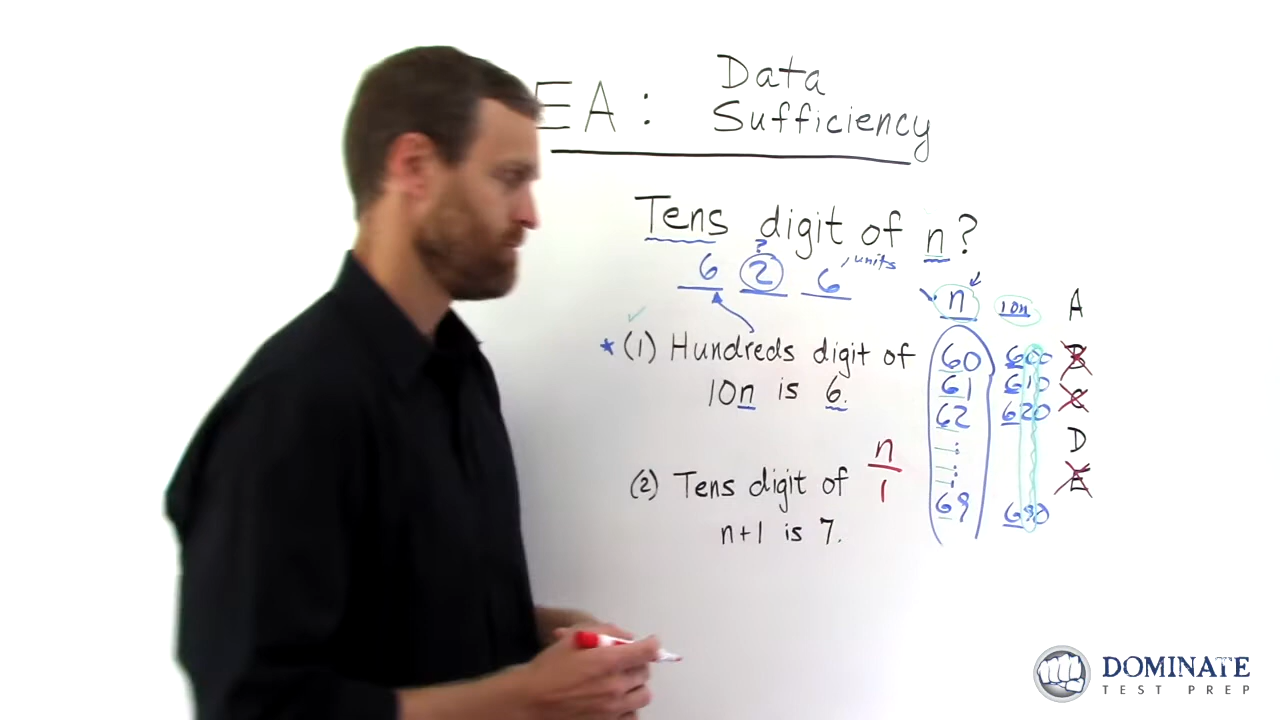 EA: Data
Sufficiency
Tens digit of n?
?
6 2 6 units
(1) Hundreds digit of
10n is 6.
(2) Tens digit of
n+1 is 7.
n
1
n 10n
60 600
61 610
62 620
69 690
A
B
C
D
E
DOMINATE
TEST PREP